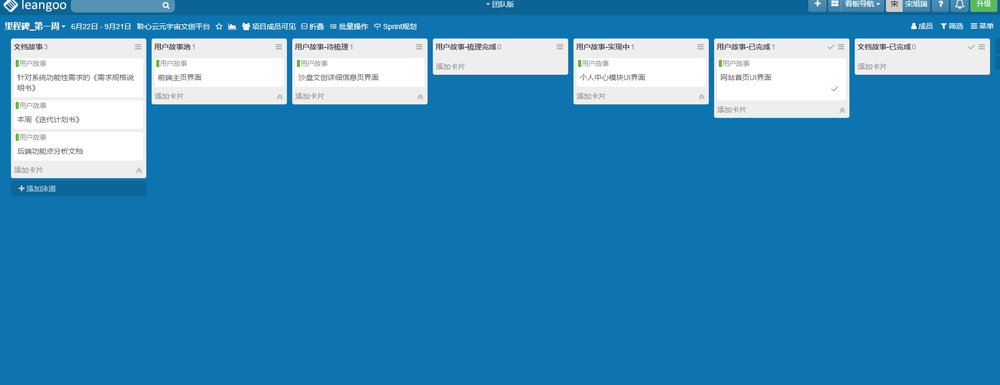 leangoo
团队版
看板导航
宋
宋旭瑞
?
升级
里程碑_第一周
6月22日 - 9月21日
聆心云元宇宙文创平台
项目成员可见
折叠
批量操作
Sprint规划
成员
筛选
菜单
文档故事 3
用户故事
针对系统功能性需求的《需求规格说
明书》
用户故事
本周《迭代计划书》
用户故事
后端功能点分析文档
添加卡片
添加泳道
用户故事池 1
用户故事
前端主页界面
添加卡片
用户故事-待梳理 1
用户故事
沙盘文创详细信息页界面
添加卡片
用户故事-梳理完成 0
添加卡片
用户故事-实现中 1
用户故事
个人中心模块UI界面
添加卡片
用户故事-已完成 1
用户故事
网站首页UI界面
添加卡片
文档故事-已完成 0
添加卡片